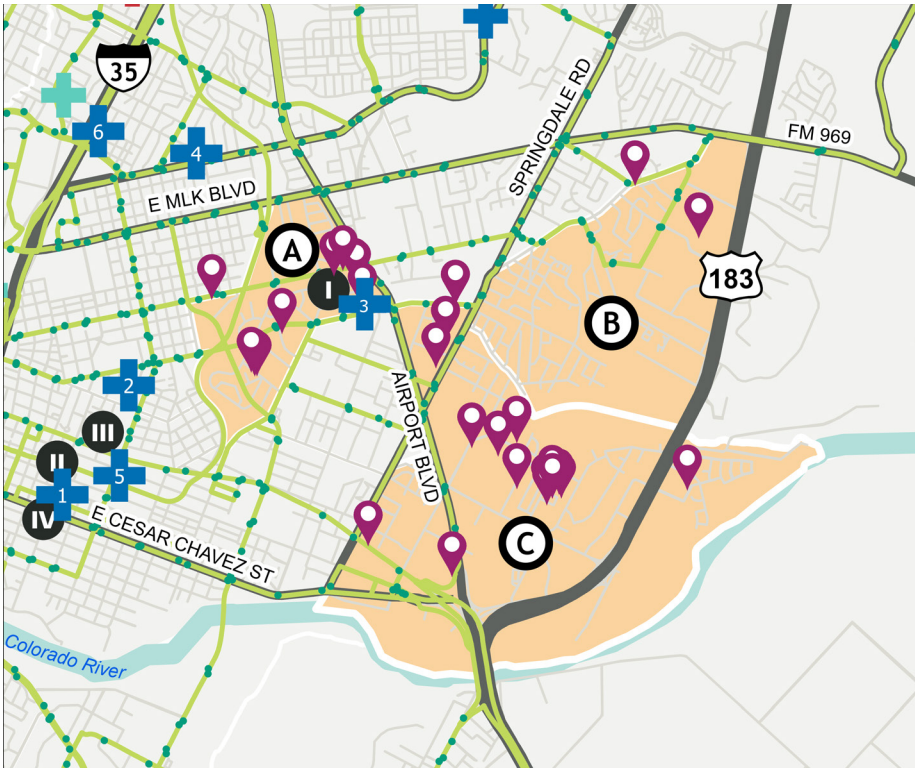 35
6
4
E MLK BLVD
SPRINGDALE RD
FM 969
A
I
3
183
B
2
III
II
5
1
IV
AIRPORT BLVD
E CESAR CHAVEZ ST
C
Colorado River